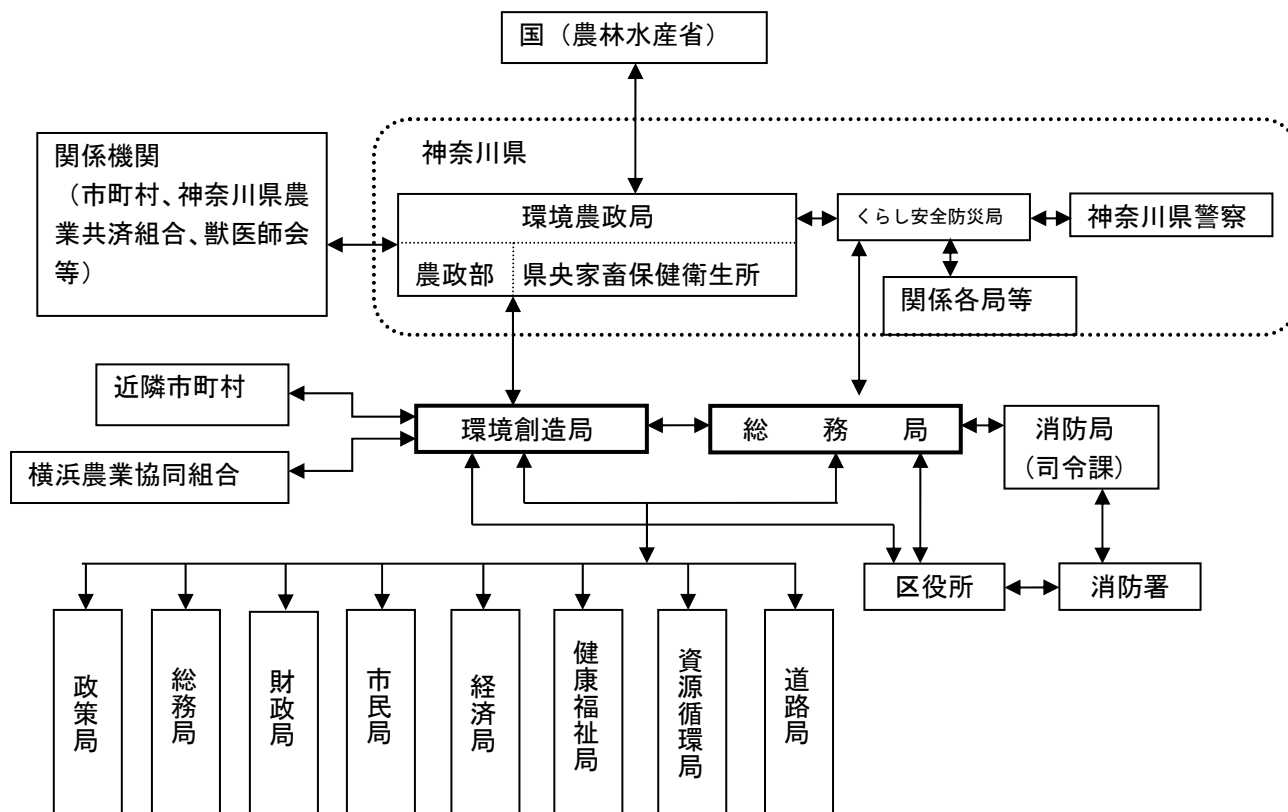 国（農林水産省）
神奈川県
関係機関
（市町村、神奈川県農
業共済組合、獣医師会
等）
環境農政局
農政部
県央家畜保健衛生所
くらし安全防災局
神奈川県警察
関係各局等
近隣市町村
横浜農業協同組合
環境創造局
総　務　局
消防局
（司令課）
区役所
消防署
政策局
総務局
財政局
市民局
経済局
健康福祉局
資源循環局
道路局